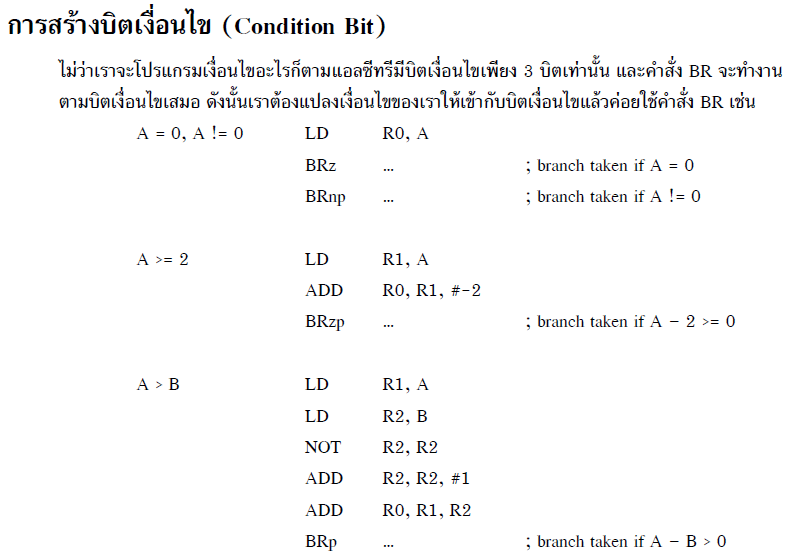 การสร้างบิตเงื่อนไข (Condition Bit)
ไม่ว่าเราจะโปรแกรมเงื่อนไขอะไรก็ตามแอลซีทรีมีบิตเงื่อนไขเพียง 3 บิตเท่านั้น และคำสั่ง BR จะทำงาน
ตามบิตเงื่อนไขเสมอ ดังนั้นเราต้องแปลงเงื่อนไขของเราให้เข้ากับบิตเงื่อนไขแล้วค่อยใช้คำสั่ง BR เช่น
A = 0, A != 0 LD R0, A
BRz ... ; branch taken if A = 0
BRnp ... ; branch taken if A != 0
A >= 2 LD R1, A
ADD R0, R1, #-2
BRzp ... ; branch taken if A – 2 >= 0
A > B LD R1, A
LD R2, B
NOT R2, R2
ADD R2, R2, #1
ADD R0, R1, R2
BRp ... ; branch taken if A – B > 0